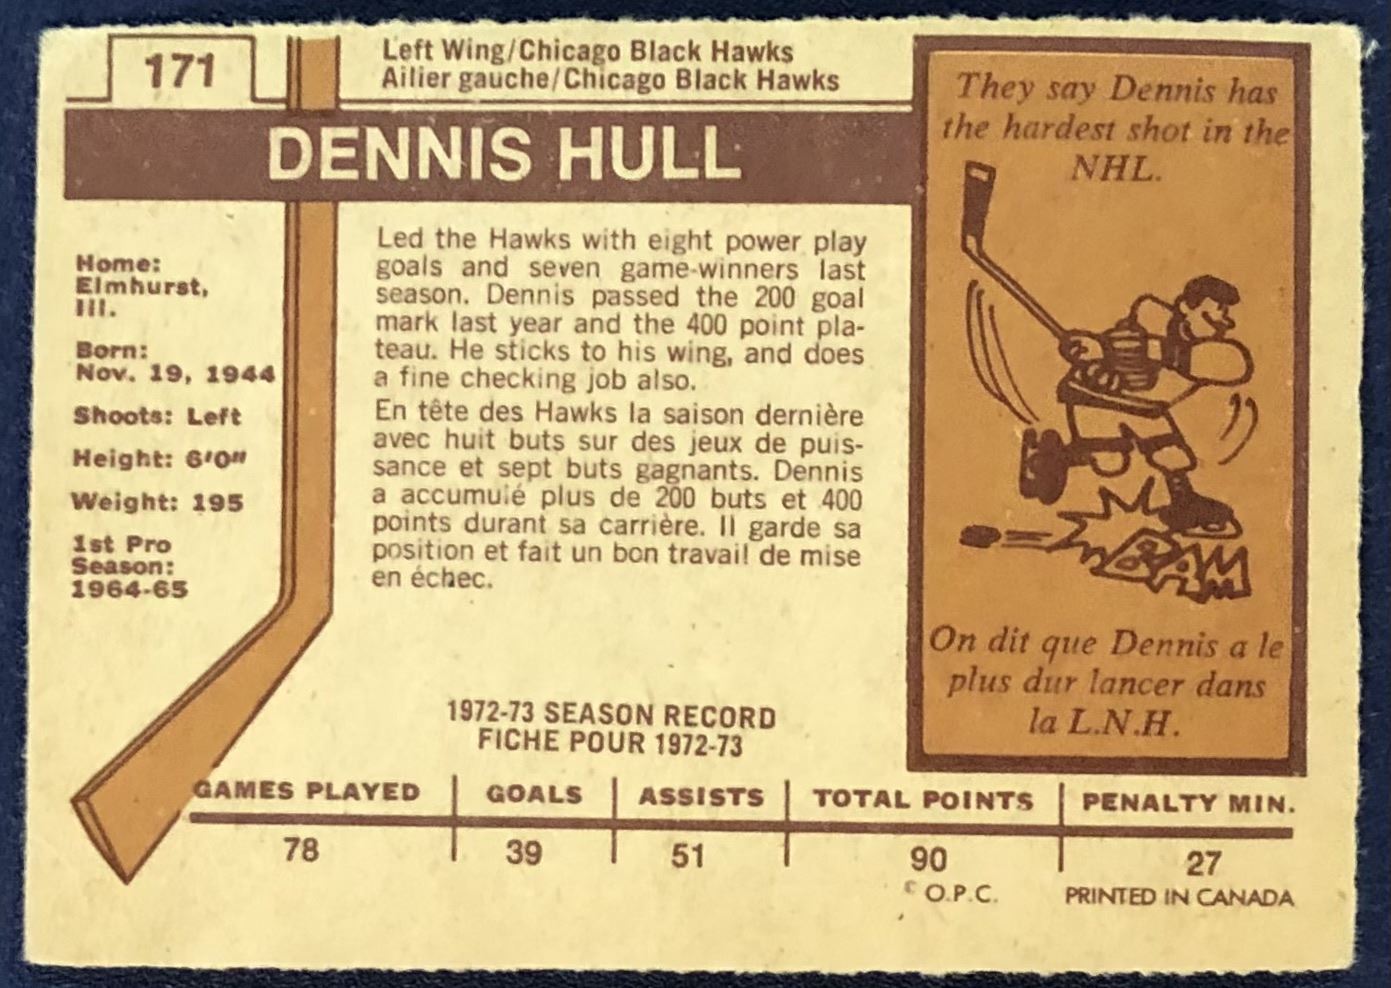 171
Left Wing/Chicago Black Hawks
Ailier gauche/Chicago Black Hawks
DENNIS HULL
Home:
Elmhurst,
Ill.
Born:
Nov. 19, 1944
Shoots: Left
Height: 6'0"
Weight: 195
1st Pro
Season:
1964-65
Led the Hawks with eight power play
goals and seven game-winners last
season. Dennis passed the 200 goal
mark last year and the 400 point pla-
teau. He sticks to his wing, and does
a fine checking job also.
En tête des Hawks la saison dernière
avec huit buts sur des jeux de puis-
sance et sept buts gagnants. Dennis
a accumulé plus de 200 buts et 400
points durant sa carrière. Il garde sa
position et fait un bon travail de mise
en échec.
They say Dennis has
the hardest shot in the
NHL.
BAM
On dit que Dennis a le
plus dur lancer dans
la L.N.H.
1972-73 SEASON RECORD
FICHE POUR 1972-73
GAMES PLAYED GOALS ASSISTS TOTAL POINTS PENALTY MIN.
78 39 51 90 27
© O.P.C. PRINTED IN CANADA